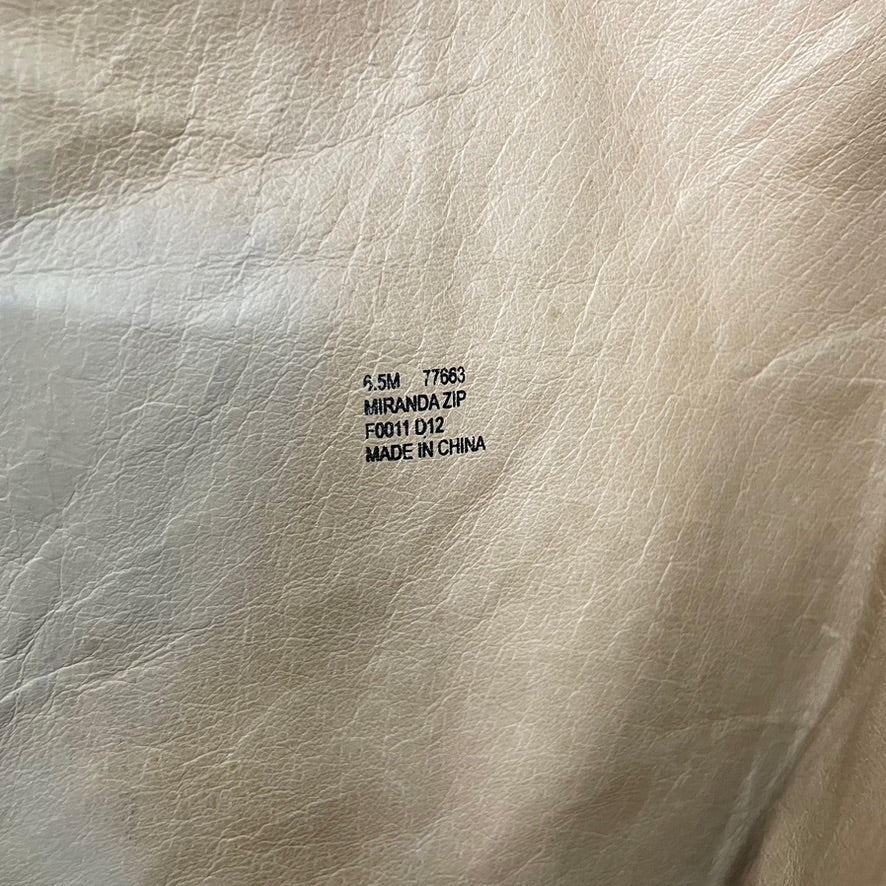 6.5M 77663
MIRANDA ZIP
F0011 D12
MADE IN CHINA